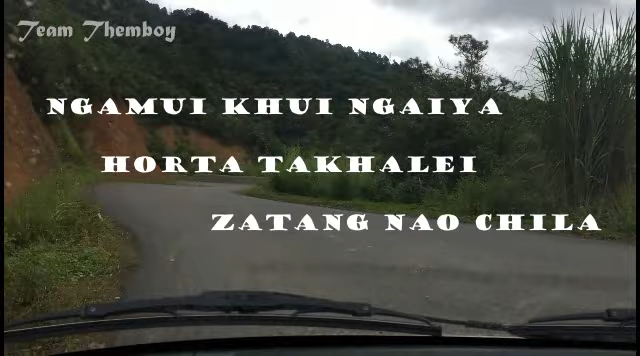 Team Themboy
NGAMUI KHUI NGAIYA
HORTA TAKHALEI
ZATANG NAO CHILA